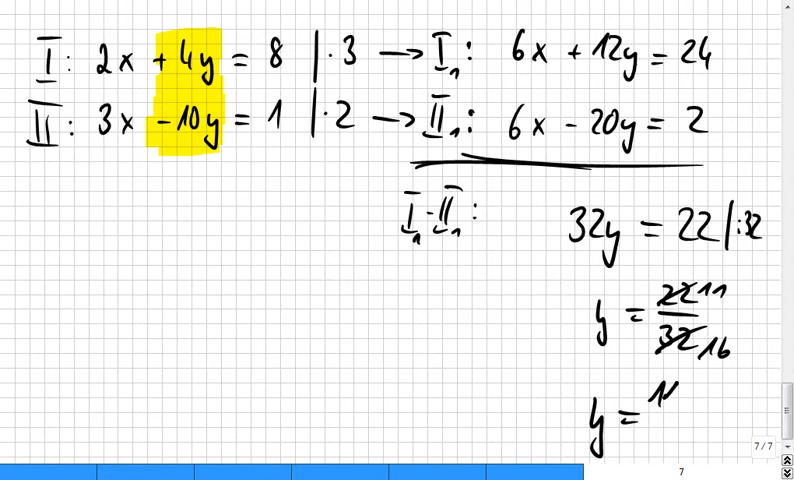 I: 2x + 4y = 8 | · 3 → I₁: 6x + 12y = 24
II: 3x - 10y = 1 | · 2 → II₁: 6x - 20y = 2
I₁ - II₁: 32y = 22 | :32
y = 22 11 / 32 16
y = 11
7/7
7